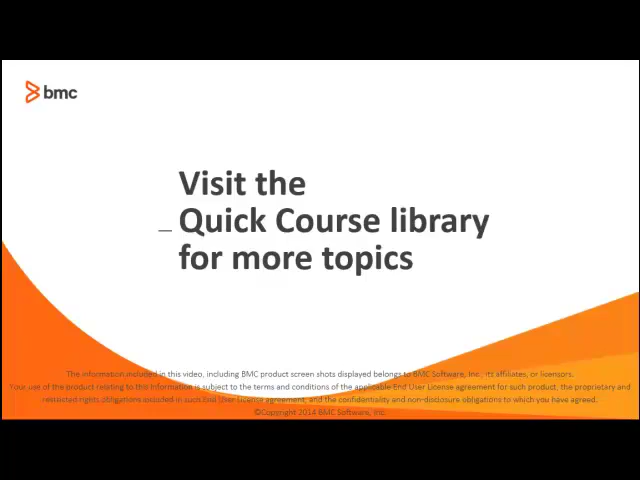 bmc
Visit the
Quick Course library
for more topics
The information included in this video, including BMC product screen shots displayed belongs to BMC Software, Inc., its affiliates, or licensors.
Your use of the product relating to this information is subject to the terms and conditions of the applicable End User License agreement for such product, the proprietary and
restricted rights obligations included in such End User License agreement, and the confidentiality and non-disclosure obligations to which you have agreed.
©Copyright 2014 BMC Software, Inc.